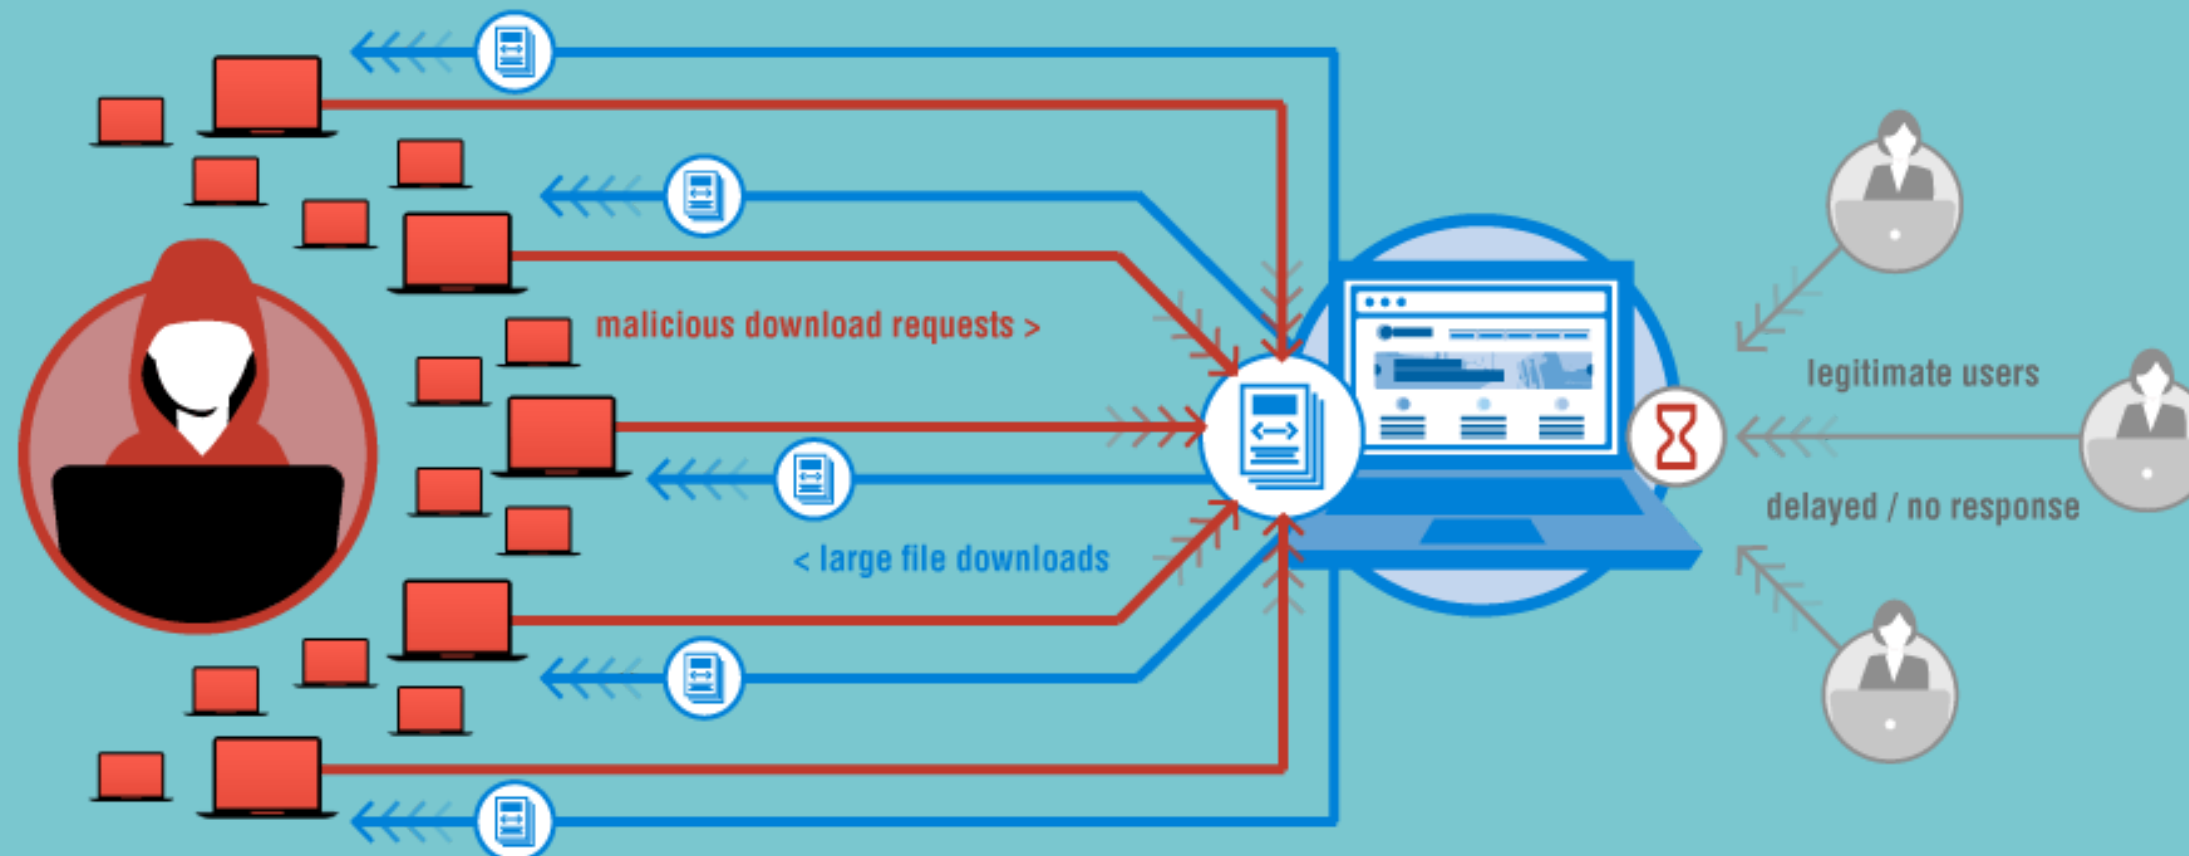 malicious download requests >
legitimate users
delayed / no response
< large file downloads